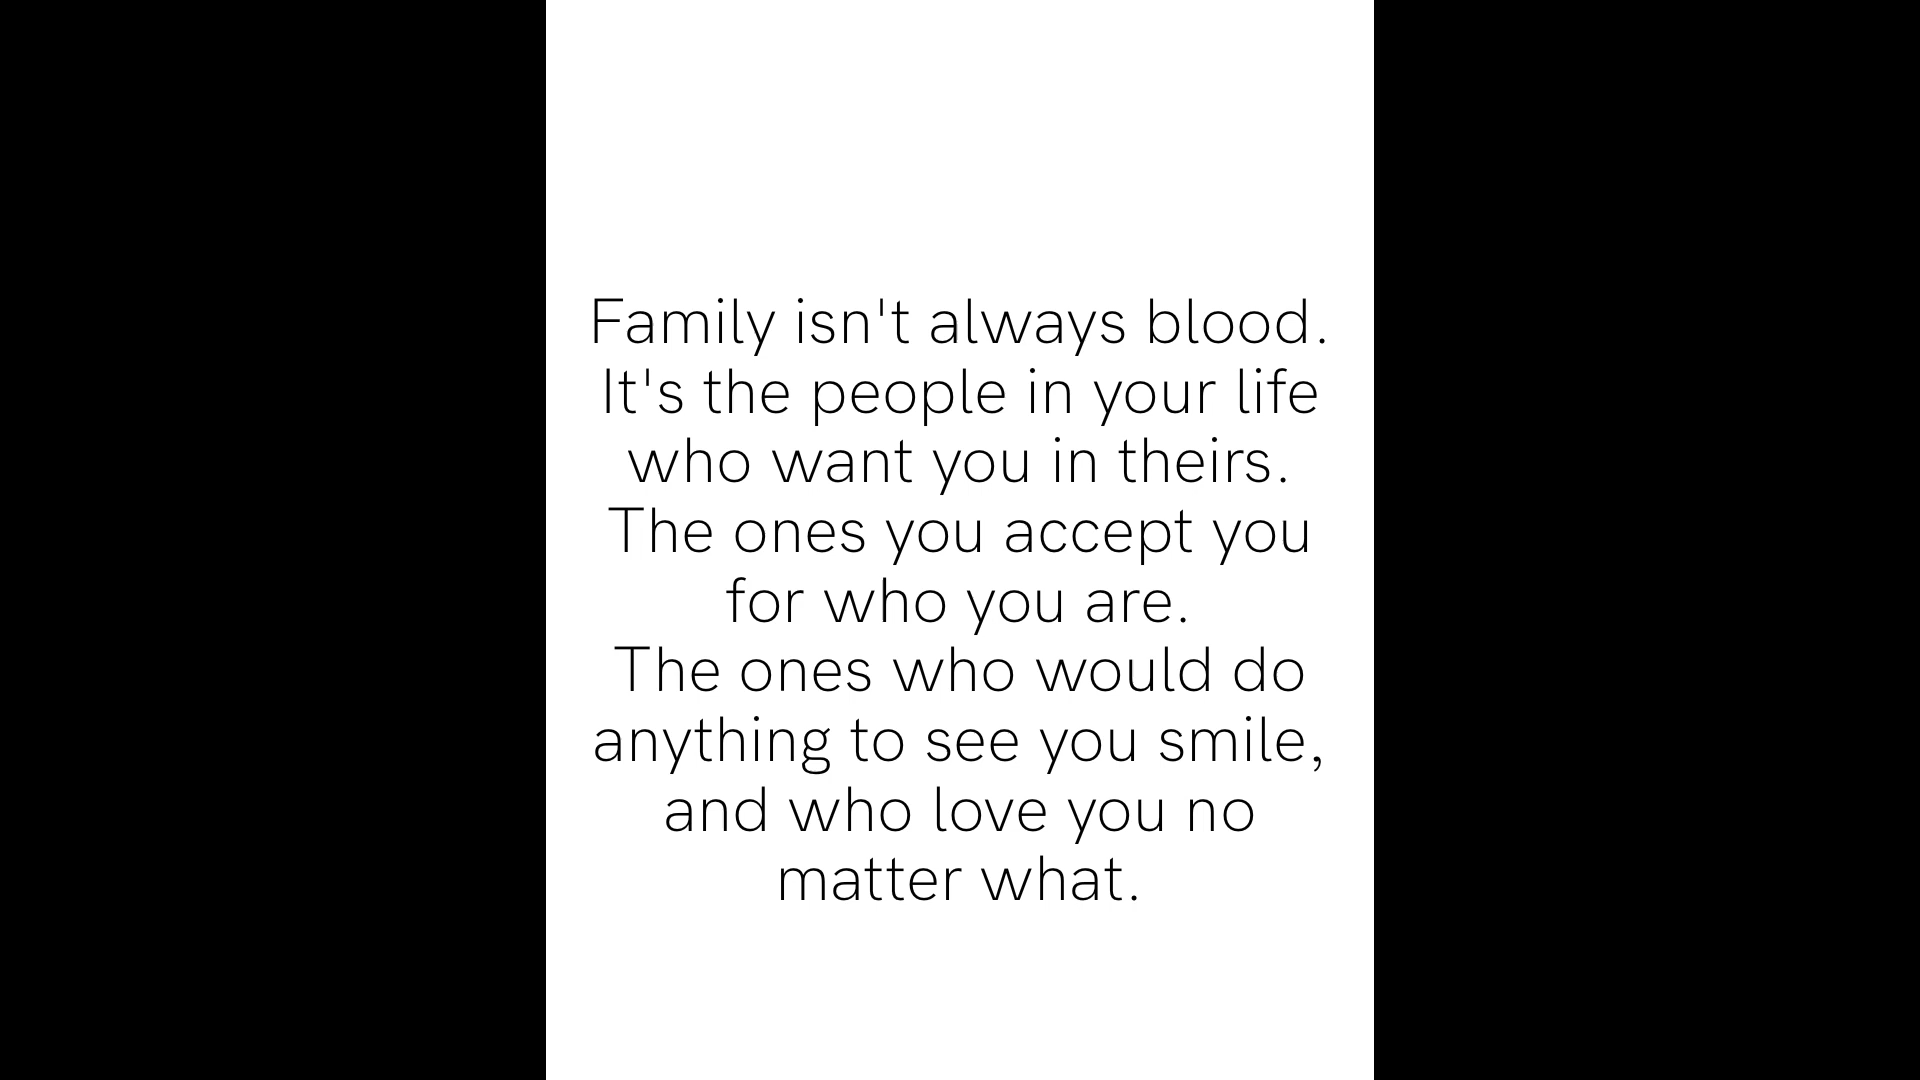 Family isn't always blood.
It's the people in your life
who want you in theirs.
The ones you accept you
for who you are.
The ones who would do
anything to see you smile,
and who love you no
matter what.